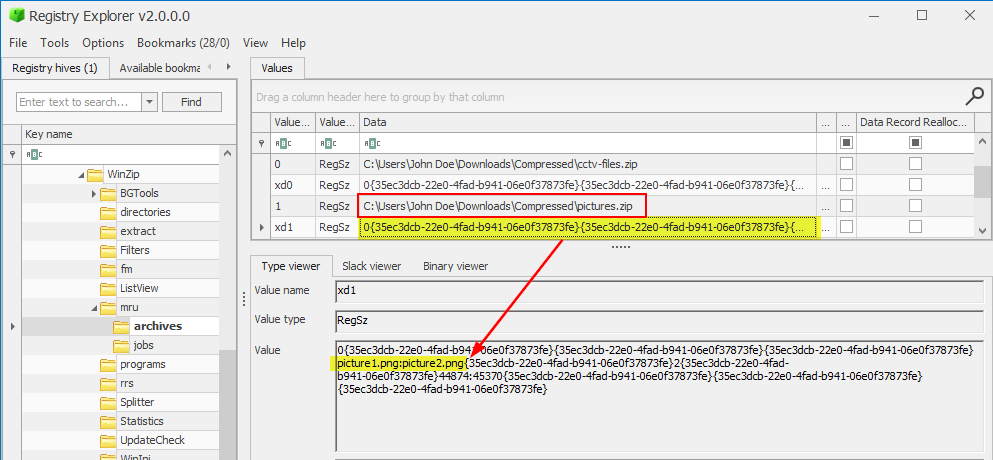 Registry Explorer v2.0.0.0
File Tools Options Bookmarks (28/0) View Help
Registry hives (1) Available bookma
Enter text to search... Find
Key name
WinZip
BGTools
directories
extract
Filters
fm
ListView
mru
archives
jobs
programs
rrs
Splitter
Statistics
UpdateCheck
WinIni
Values
Drag a column header here to group by that column
Value... Value... Data ... ... Data Record Realloc...
0 RegSz C:\Users\John Doe\Downloads\Compressed\cctv-files.zip
xd0 RegSz 0{35ec3dcb-22e0-4fad-b941-06e0f37873fe}{35ec3dcb-22e0-4fad-b941-06e0f37873fe}{...
1 RegSz C:\Users\John Doe\Downloads\Compressed\pictures.zip
xd1 RegSz 0{35ec3dcb-22e0-4fad-b941-06e0f37873fe}{35ec3dcb-22e0-4fad-b941-06e0f37873fe}{...
Type viewer Slack viewer Binary viewer
Value name xd1
Value type RegSz
Value 0{35ec3dcb-22e0-4fad-b941-06e0f37873fe}{35ec3dcb-22e0-4fad-b941-06e0f37873fe}{35ec3dcb-22e0-4fad-b941-06e0f37873fe}
picture1.png:picture2.png{35ec3dcb-22e0-4fad-b941-06e0f37873fe}2{35ec3dcb-22e0-4fad-
b941-06e0f37873fe}44874:45370{35ec3dcb-22e0-4fad-b941-06e0f37873fe}{35ec3dcb-22e0-4fad-b941-06e0f37873fe}
{35ec3dcb-22e0-4fad-b941-06e0f37873fe}